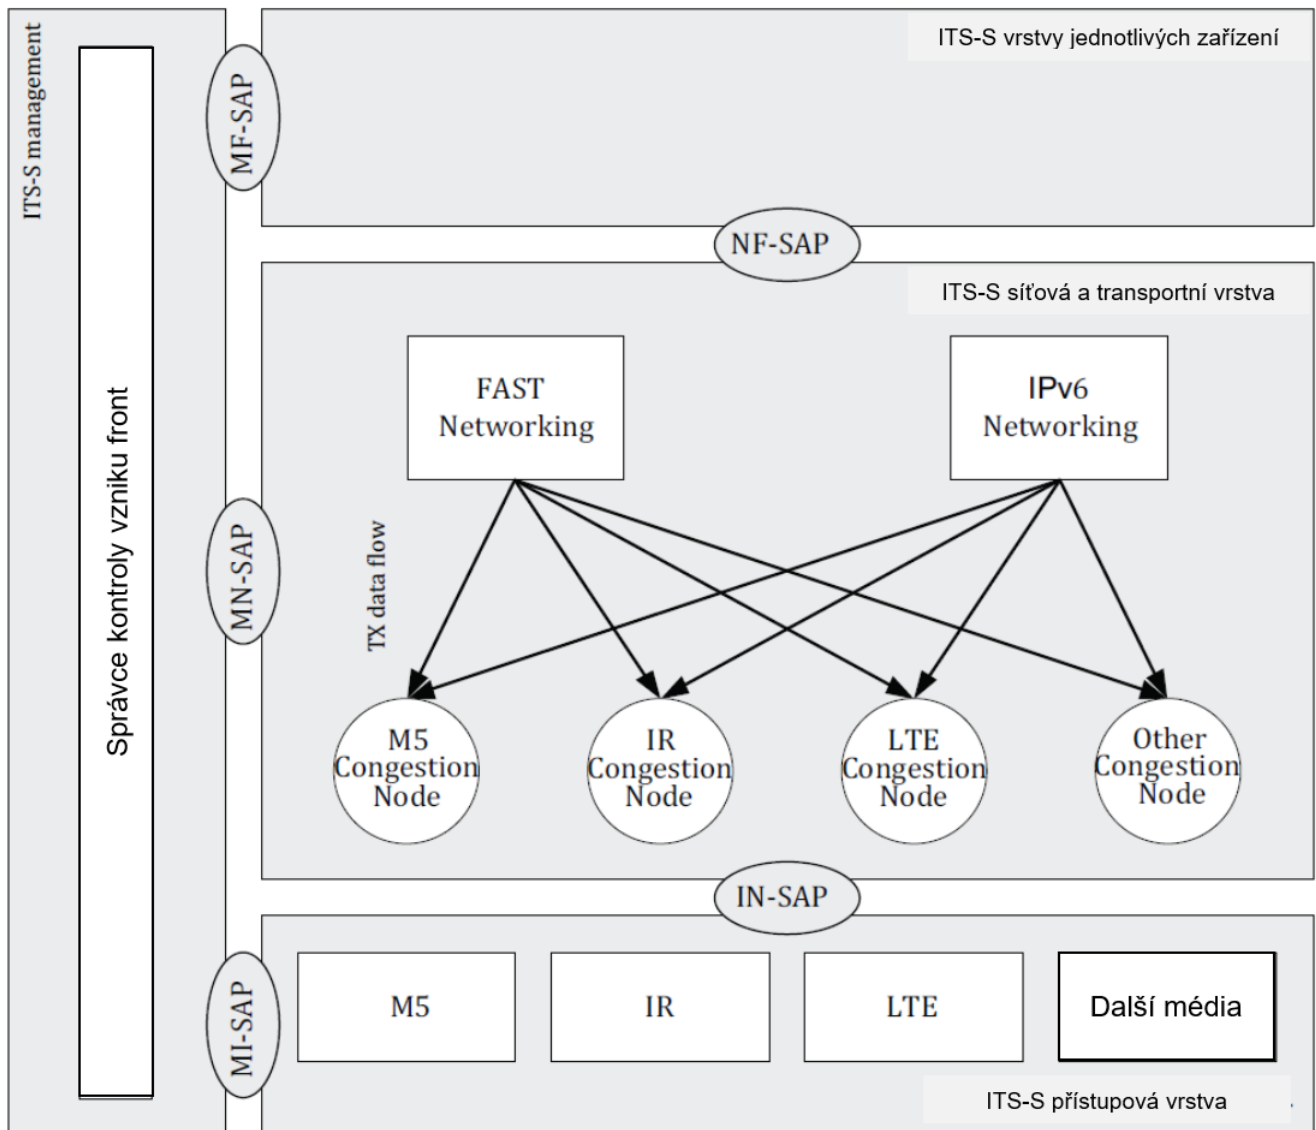 ITS-S management
Správce kontroly vzniku front
MF-SAP
ITS-S vrstvy jednotlivých zařízení
NF-SAP
ITS-S síťová a transportní vrstva
FAST
Networking
IPv6
Networking
MN-SAP
TX data flow
M5
Congestion
Node
IR
Congestion
Node
LTE
Congestion
Node
Other
Congestion
Node
IN-SAP
MI-SAP
M5
IR
LTE
Další média
ITS-S přístupová vrstva